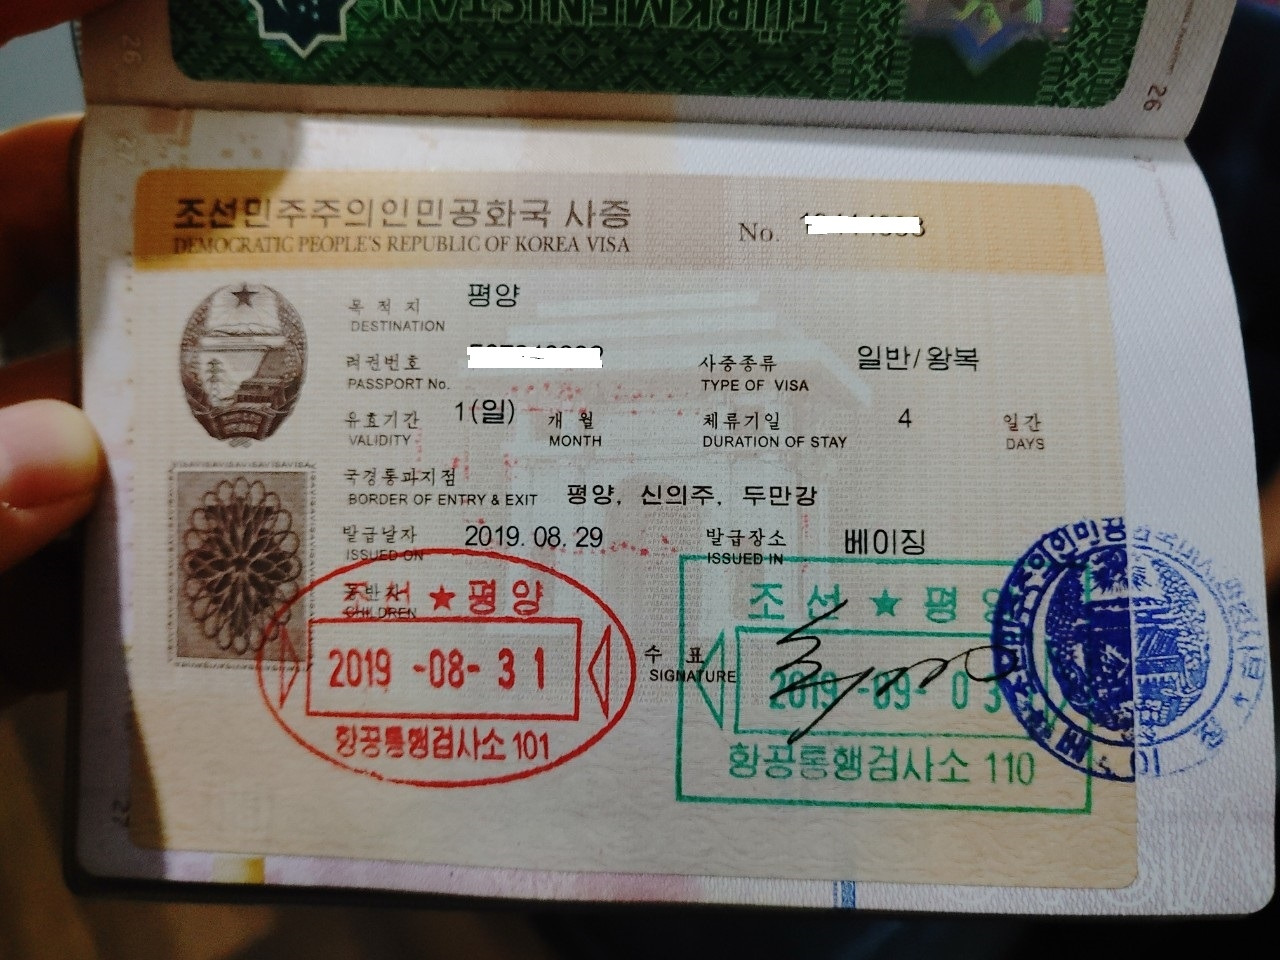 TÜRKMENISTAN
26
26
조선민주주의인민공화국 사증
DEMOCRATIC PEOPLE'S REPUBLIC OF KOREA VISA
No.
목적지
DESTINATION
평양
려권번호
PASSPORT No.
사증종류
TYPE OF VISA
일반/왕복
유효기간
VALIDITY
1(일)
개월
MONTH
체류기일
DURATION OF STAY
4
일간
DAYS
국경통과지점
BORDER OF ENTRY & EXIT
평양, 신의주, 두만강
발급날자
ISSUED ON
2019. 08. 29
발급장소
ISSUED IN
베이징
동반자
CHILDREN
조선★평양
2019 -08- 31
항공통행검사소 101
수표
SIGNATURE
조선★평양
2019 -09- 03
항공통행검사소 110
27